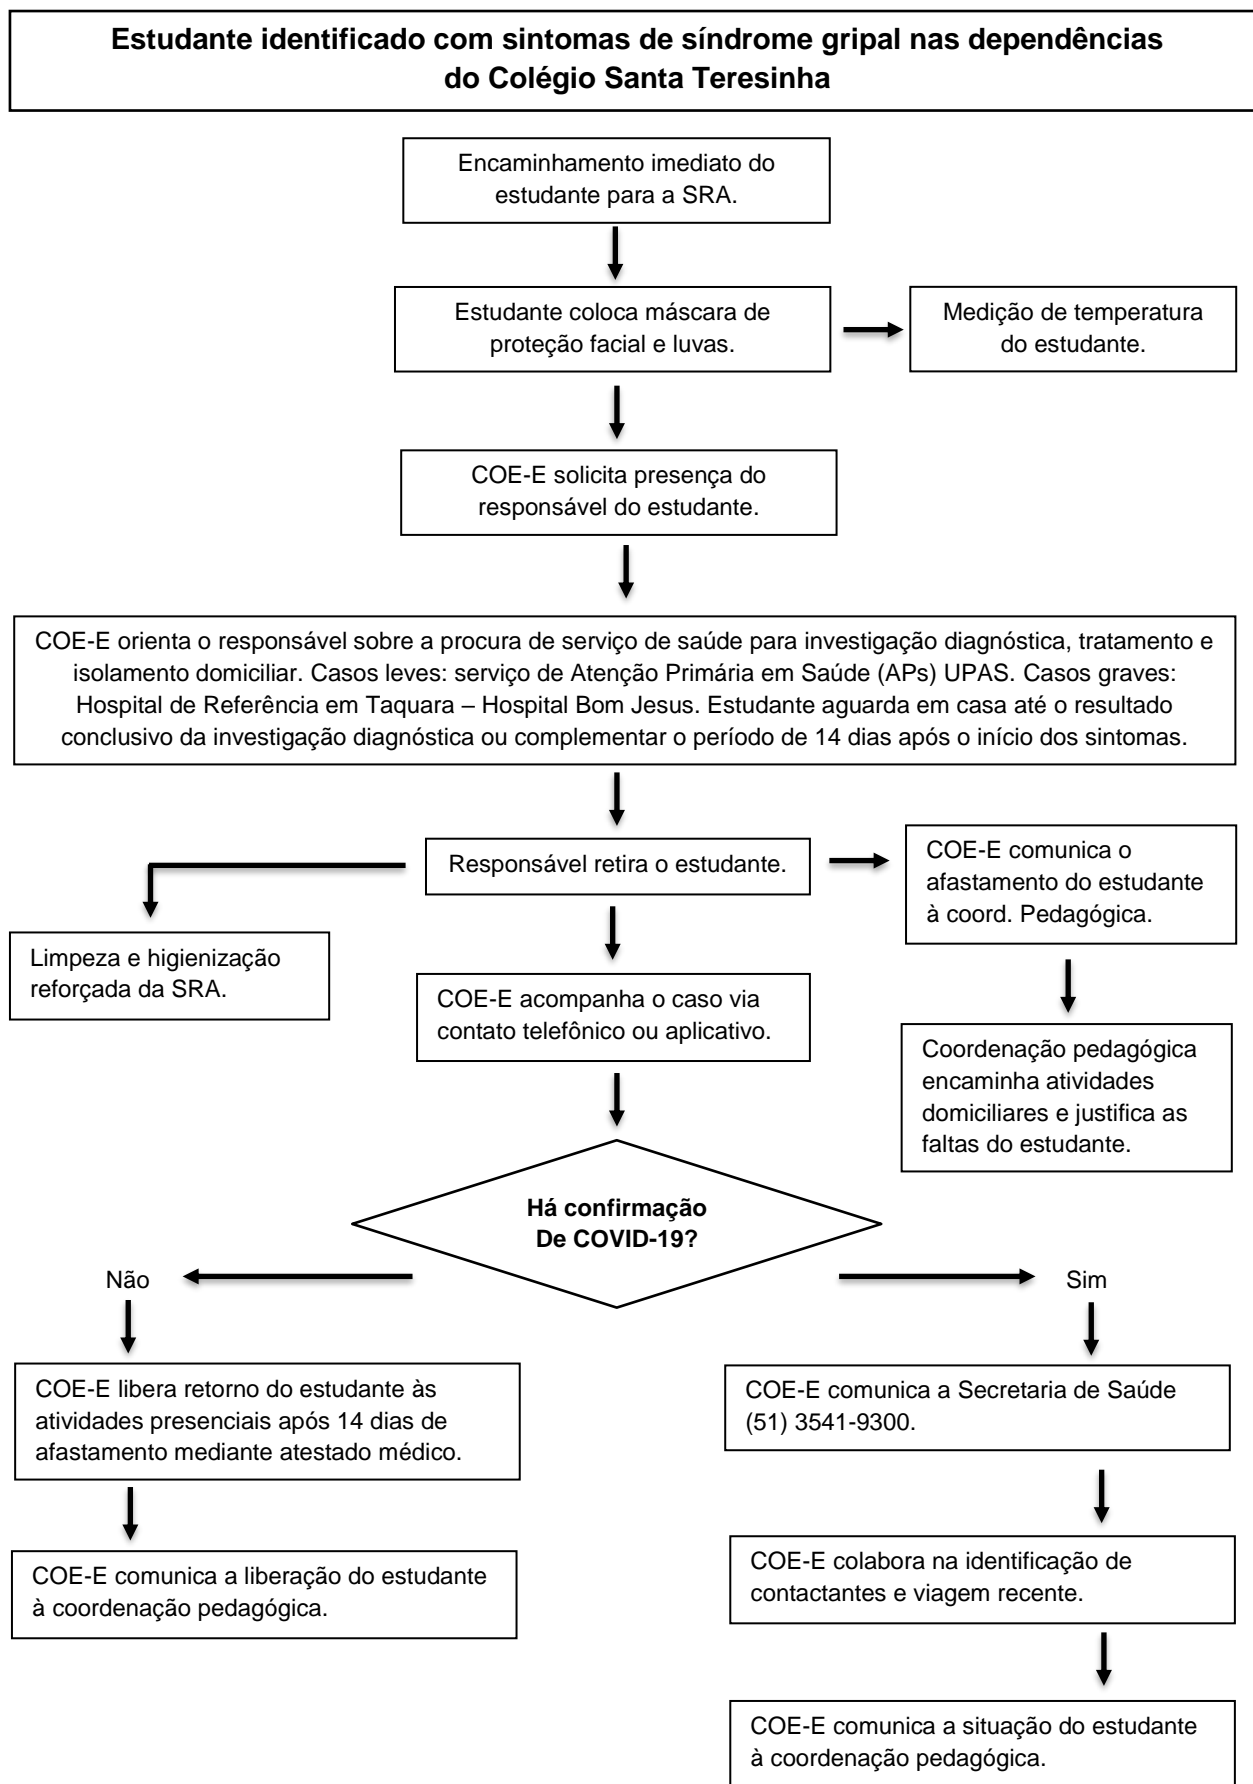 Estudante identificado com sintomas de síndrome gripal nas dependências
do Colégio Santa Teresinha
Encaminhamento imediato do
estudante para a SRA.
Estudante coloca máscara de
proteção facial e luvas.
Medição de temperatura
do estudante.
COE-E solicita presença do
responsável do estudante.
COE-E orienta o responsável sobre a procura de serviço de saúde para investigação diagnóstica, tratamento e
isolamento domiciliar. Casos leves: serviço de Atenção Primária em Saúde (APs) UPAS. Casos graves:
Hospital de Referência em Taquara – Hospital Bom Jesus. Estudante aguarda em casa até o resultado
conclusivo da investigação diagnóstica ou complementar o período de 14 dias após o início dos sintomas.
Responsável retira o estudante.
COE-E comunica o
afastamento do estudante
à coord. Pedagógica.
Limpeza e higienização
reforçada da SRA.
COE-E acompanha o caso via
contato telefônico ou aplicativo.
Coordenação pedagógica
encaminha atividades
domiciliares e justifica as
faltas do estudante.
Há confirmação
De COVID-19?
Não
Sim
COE-E libera retorno do estudante às
atividades presenciais após 14 dias de
afastamento mediante atestado médico.
COE-E comunica a Secretaria de Saúde
(51) 3541-9300.
COE-E comunica a liberação do estudante
à coordenação pedagógica.
COE-E colabora na identificação de
contactantes e viagem recente.
COE-E comunica a situação do estudante
à coordenação pedagógica.